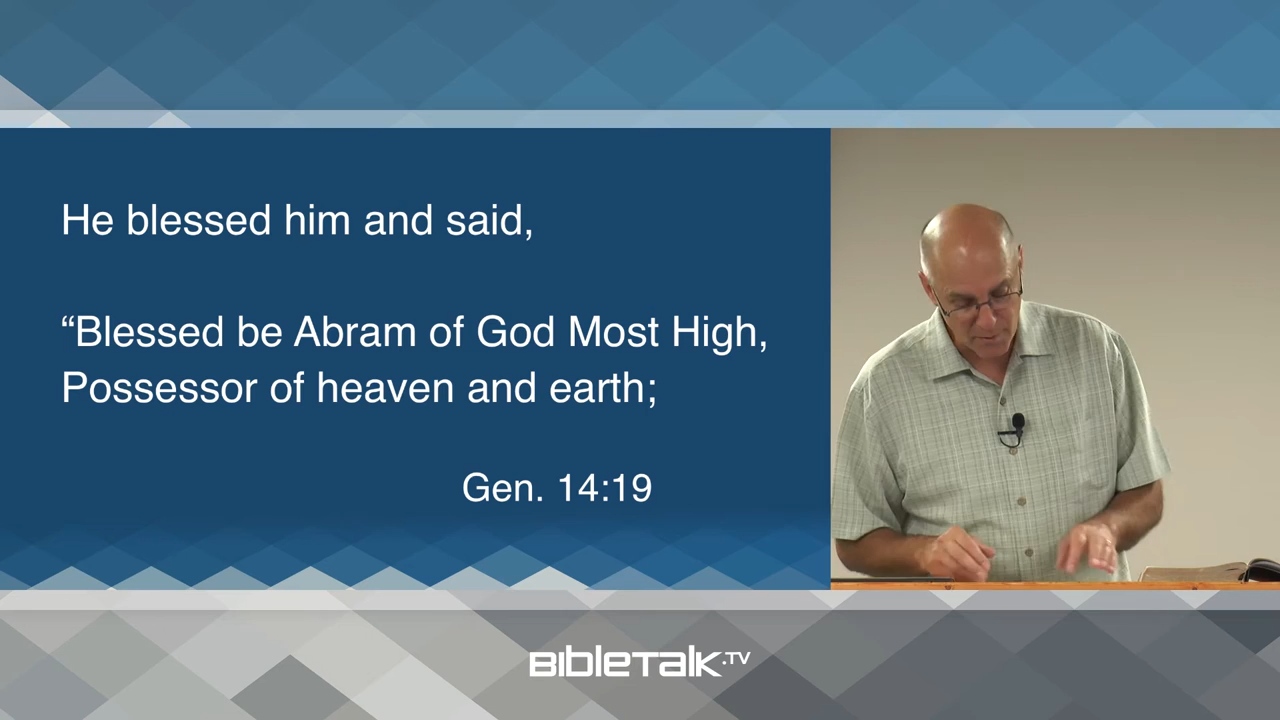 He blessed him and said,
“Blessed be Abram of God Most High,
Possessor of heaven and earth;
Gen. 14:19
BibleTalk.TV